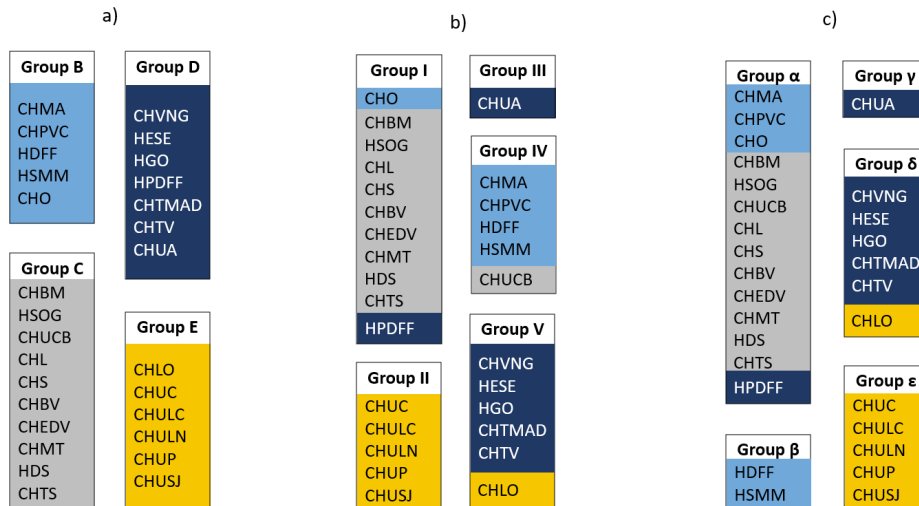 a)
Group B
CHMA
CHPVC
HDFF
HSMM
CHO
Group C
CHBM
HSOG
CHUCB
CHL
CHS
CHBV
CHEDV
CHMT
HDS
CHTS
Group D
CHVNG
HESE
HGO
HPDFF
CHTMAD
CHTV
CHUA
Group E
CHLO
CHUC
CHULC
CHULN
CHUP
CHUSJ
b)
Group I
CHO
CHBM
HSOG
CHL
CHS
CHBV
CHEDV
CHMT
HDS
CHTS
HPDFF
Group II
CHUC
CHULC
CHULN
CHUP
CHUSJ
Group III
CHUA
Group IV
CHMA
CHPVC
HDFF
HSMM
CHUCB
Group V
CHVNG
HESE
HGO
CHTMAD
CHTV
CHLO
c)
Group α
CHMA
CHPVC
CHO
CHBM
HSOG
CHUCB
CHL
CHS
CHBV
CHEDV
CHMT
HDS
CHTS
HPDFF
Group β
HDFF
HSMM
Group γ
CHUA
Group δ
CHVNG
HESE
HGO
CHTMAD
CHTV
CHLO
Group ε
CHUC
CHULC
CHULN
CHUP
CHUSJ